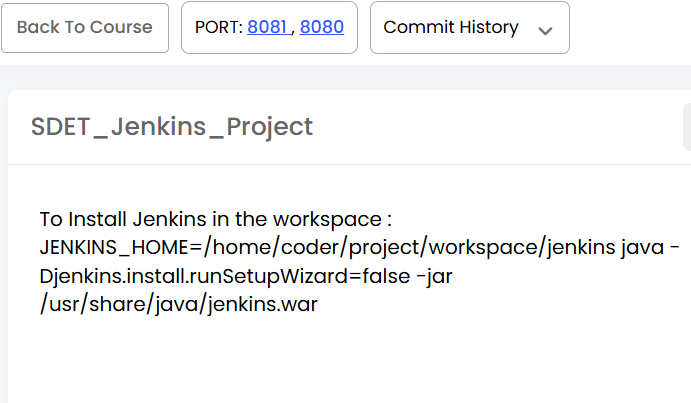 Back To Course
PORT: 8081 , 8080
Commit History
SDET_Jenkins_Project
To Install Jenkins in the workspace :
JENKINS_HOME=/home/coder/project/workspace/jenkins java -
Djenkins.install.runSetupWizard=false -jar
/usr/share/java/jenkins.war